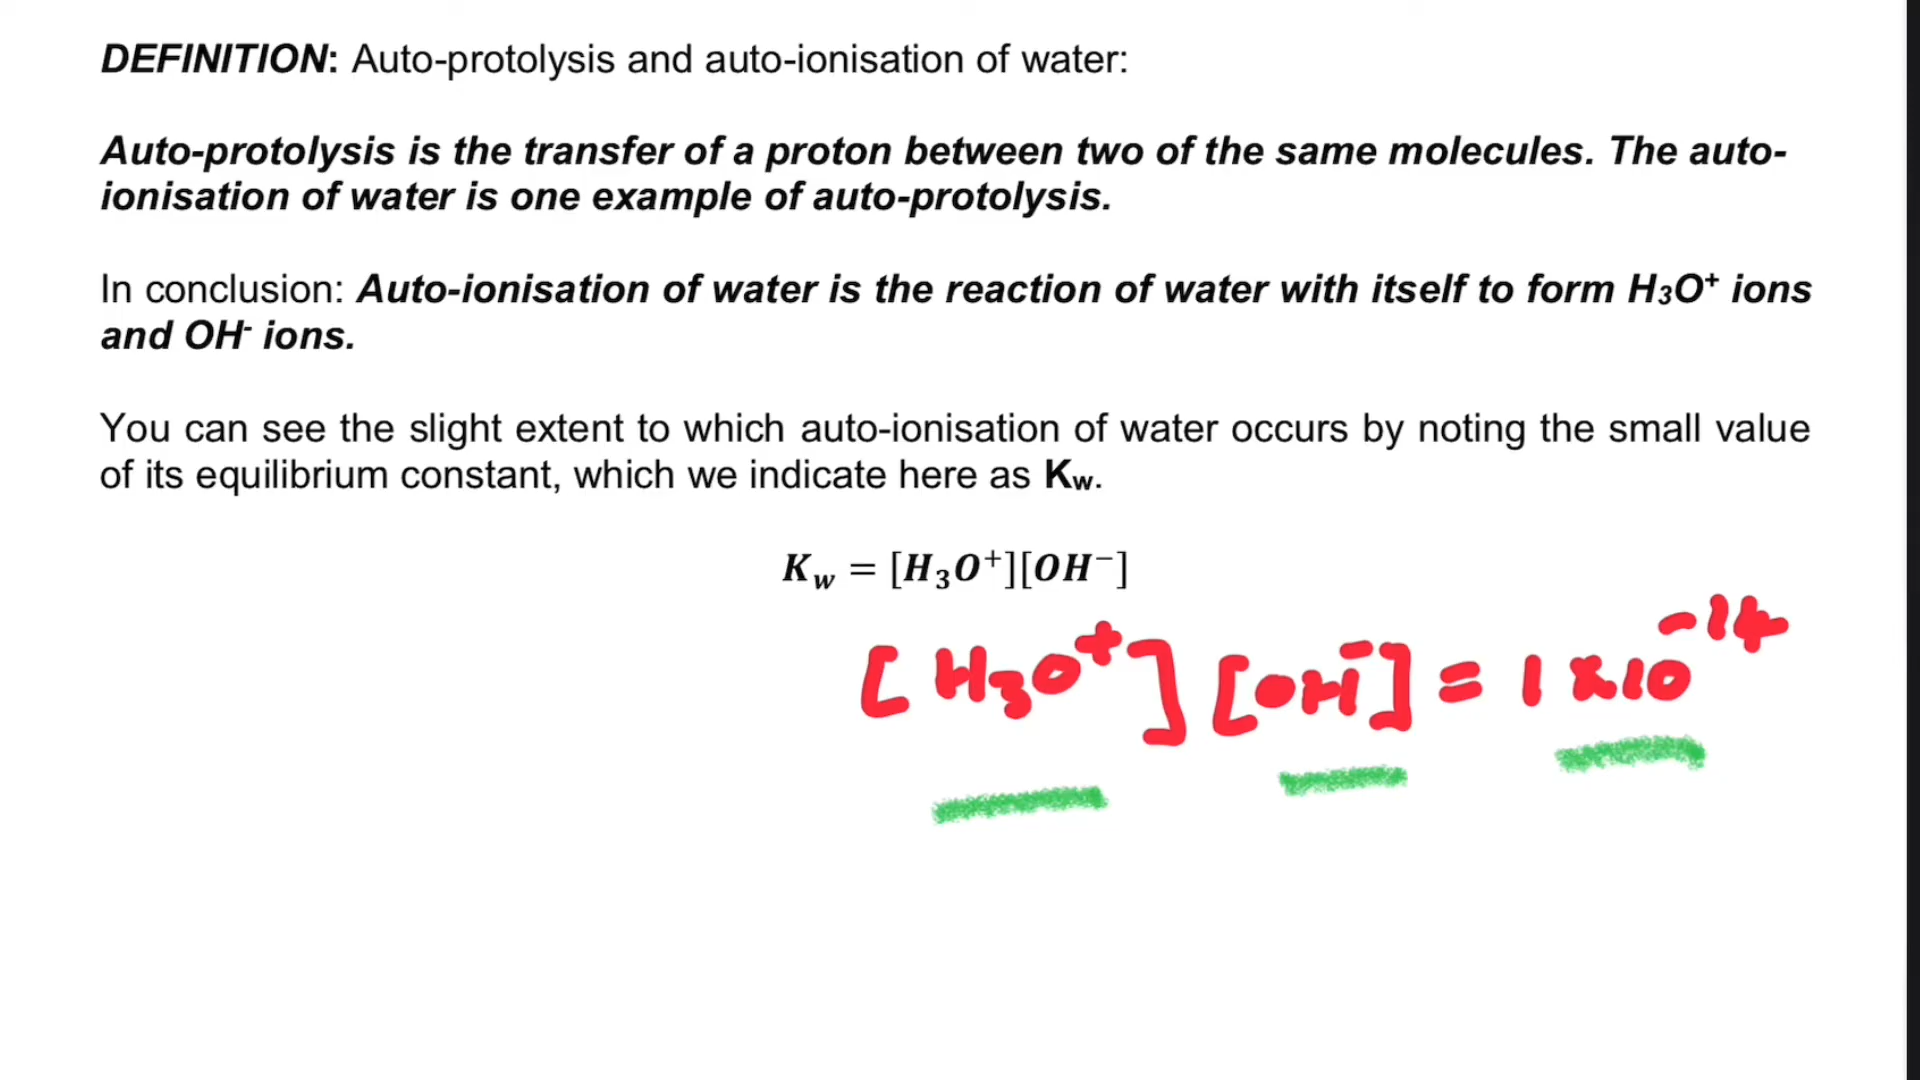 DEFINITION: Auto-protolysis and auto-ionisation of water:
Auto-protolysis is the transfer of a proton between two of the same molecules. The auto-
ionisation of water is one example of auto-protolysis.
In conclusion: Auto-ionisation of water is the reaction of water with itself to form H₃O⁺ ions
and OH⁻ ions.
You can see the slight extent to which auto-ionisation of water occurs by noting the small value
of its equilibrium constant, which we indicate here as Kw.
K_w = [H₃O⁺][OH⁻]
[H₃O⁺][OH⁻] = 1 x 10⁻¹⁴